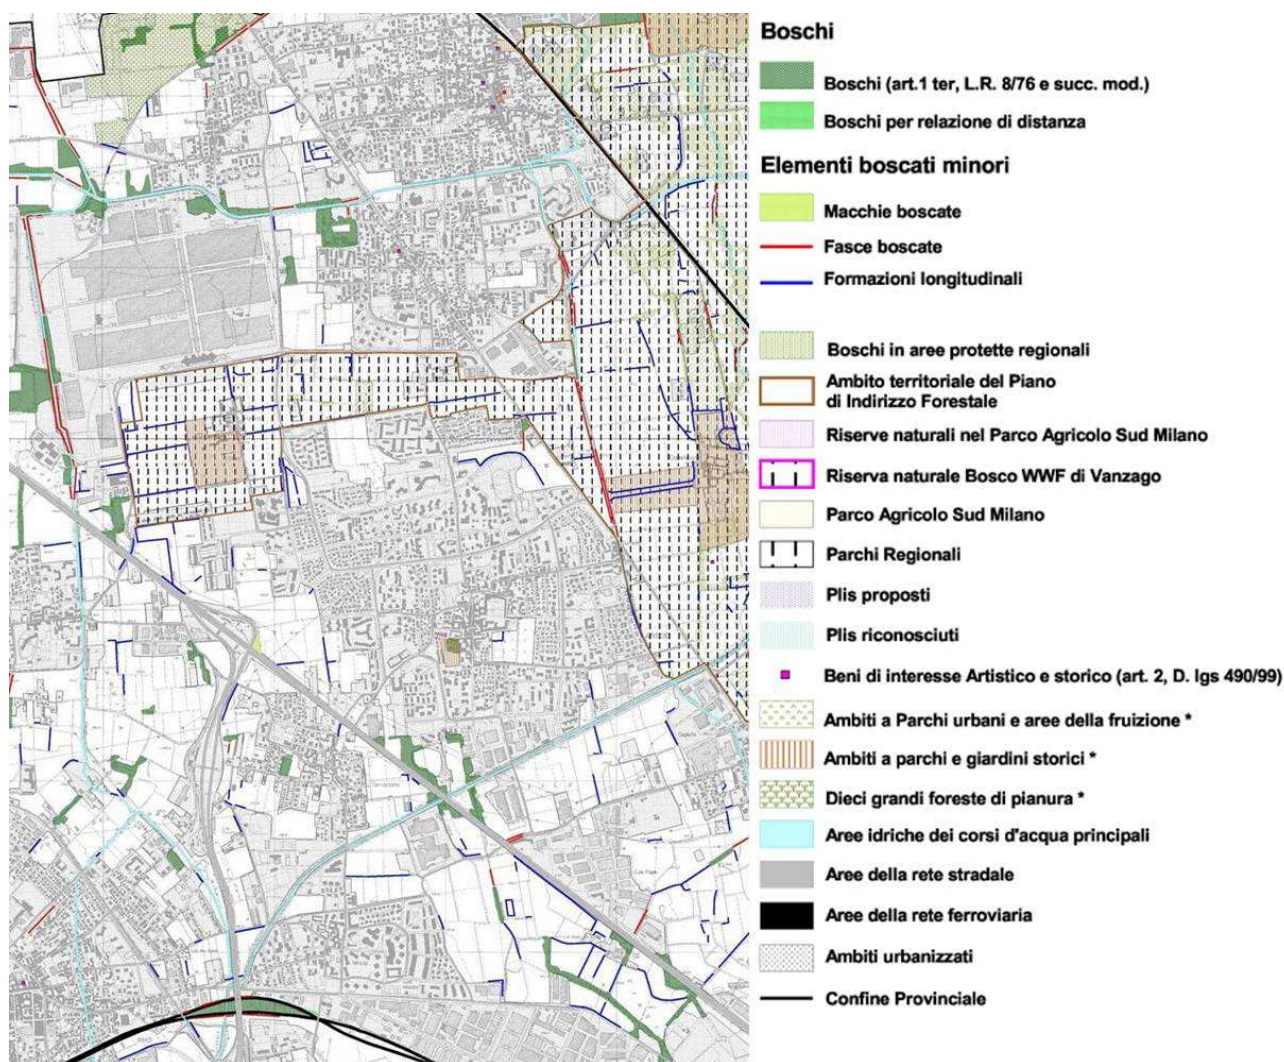 Boschi
Boschi (art.1 ter, L.R. 8/76 e succ. mod.)
Boschi per relazione di distanza
Elementi boscati minori
Macchie boscate
Fasce boscate
Formazioni longitudinali
Boschi in aree protette regionali
Ambito territoriale del Piano
di Indirizzo Forestale
Riserve naturali nel Parco Agricolo Sud Milano
Riserva naturale Bosco WWF di Vanzago
Parco Agricolo Sud Milano
Parchi Regionali
Plis proposti
Plis riconosciuti
Beni di interesse Artistico e storico (art. 2, D. lgs 490/99)
Ambiti a Parchi urbani e aree della fruizione *
Ambiti a parchi e giardini storici *
Dieci grandi foreste di pianura *
Aree idriche dei corsi d'acqua principali
Aree della rete stradale
Aree della rete ferroviaria
Ambiti urbanizzati
Confine Provinciale